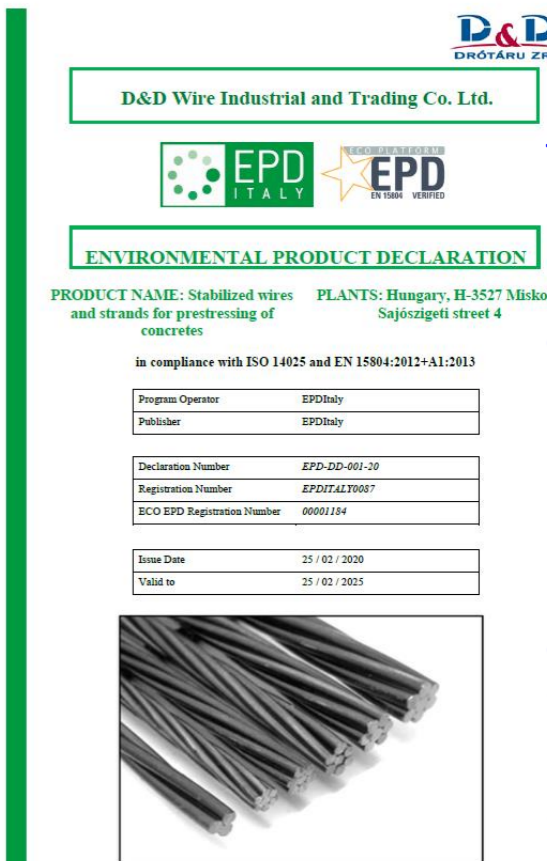 D&D
DRÓTÁRU ZR
D&D Wire Industrial and Trading Co. Ltd.
EPD
ITALY
ECO PLATFORM
EPD
EN 15804 VERIFIED
ENVIRONMENTAL PRODUCT DECLARATION
PRODUCT NAME: Stabilized wires
and strands for prestressing of
concretes
PLANTS: Hungary, H-3527 Misko
Sajószigeti street 4
in compliance with ISO 14025 and EN 15804:2012+A1:2013
Program Operator EPDItaly
Publisher EPDItaly
Declaration Number EPD-DD-001-20
Registration Number EPDITALY0087
ECO EPD Registration Number 00001184
Issue Date 25 / 02 / 2020
Valid to 25 / 02 / 2025